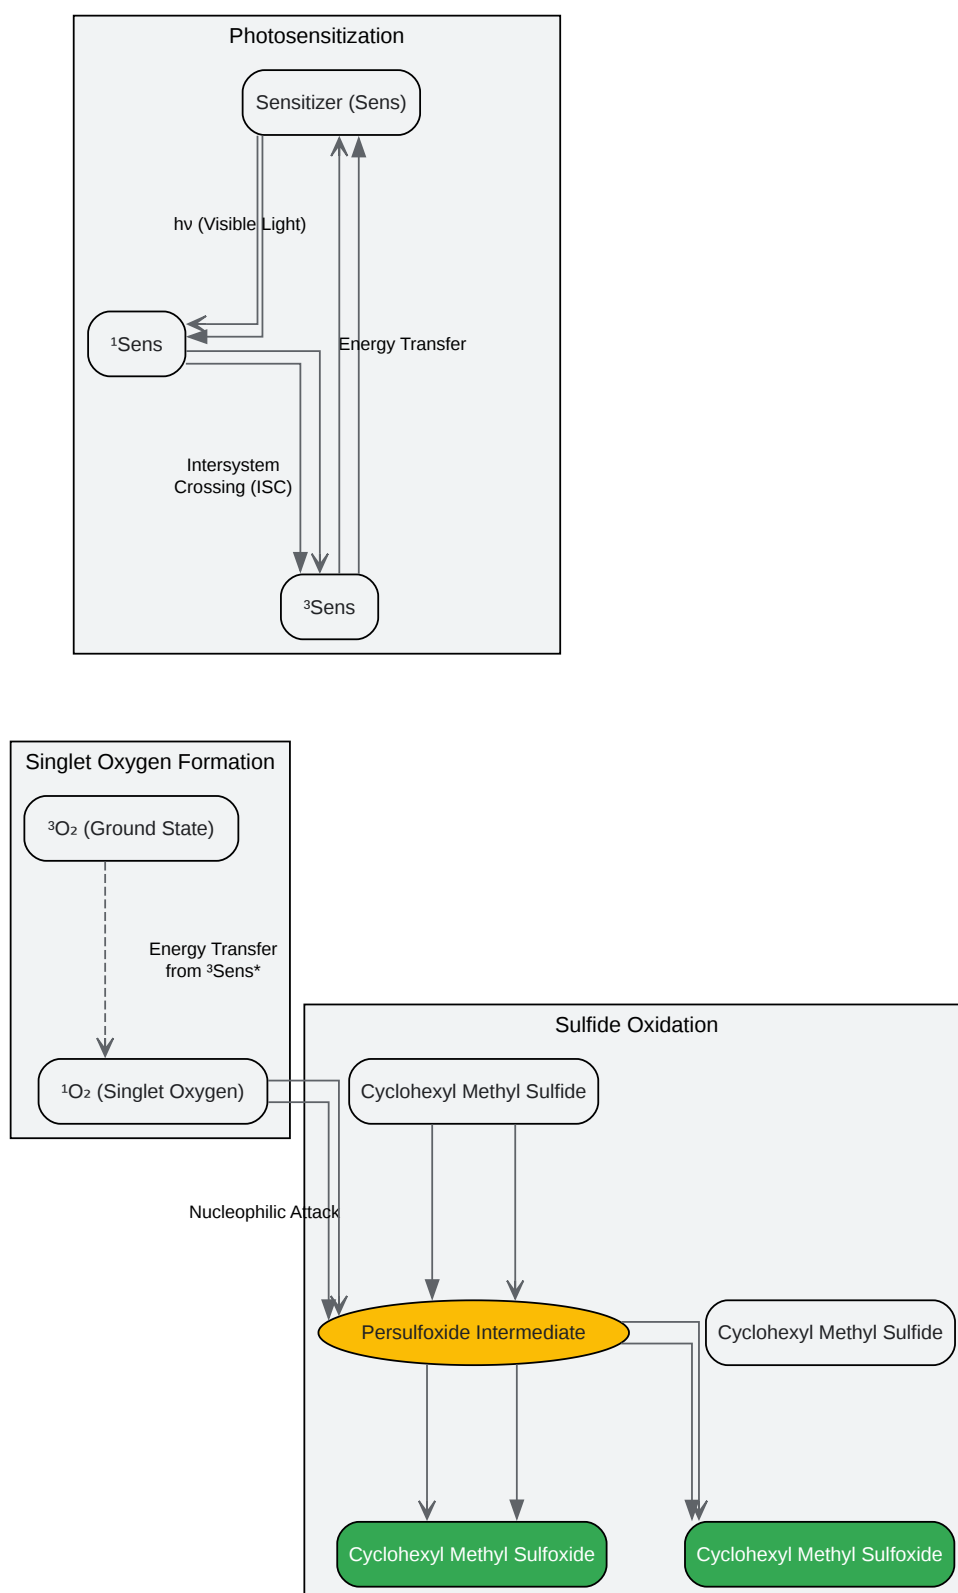 Photosensitization
Sensitizer (Sens)
hν (Visible Light)
¹Sens
Energy Transfer
Intersystem
Crossing (ISC)
³Sens
Singlet Oxygen Formation
³O₂ (Ground State)
Energy Transfer
from ³Sens*
¹O₂ (Singlet Oxygen)
Sulfide Oxidation
Cyclohexyl Methyl Sulfide
Nucleophilic Attack
Persulfoxide Intermediate
Cyclohexyl Methyl Sulfide
Cyclohexyl Methyl Sulfoxide
Cyclohexyl Methyl Sulfoxide